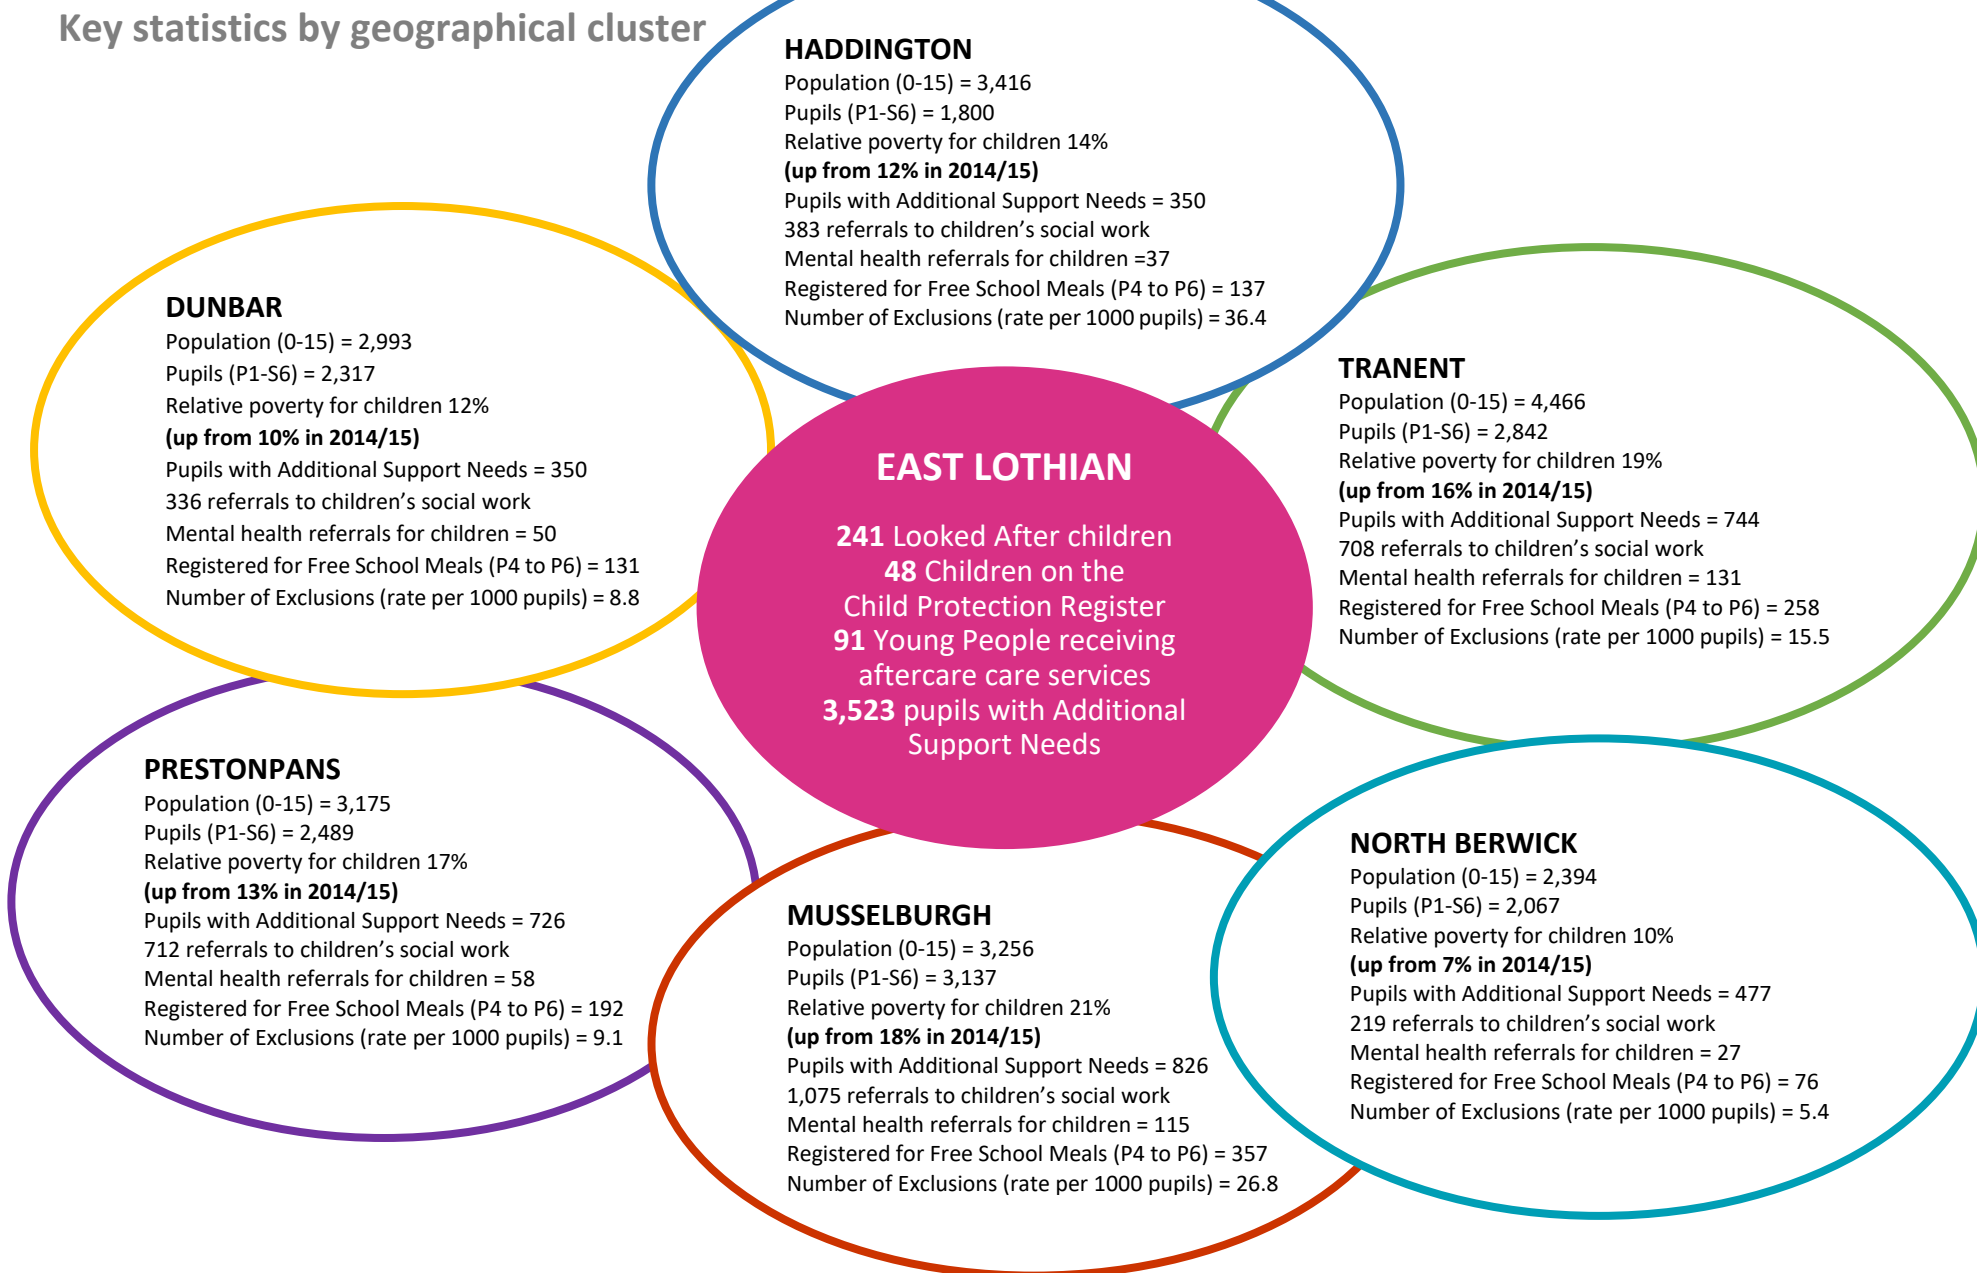 Key statistics by geographical cluster
HADDINGTON
Population (0-15) = 3,416
Pupils (P1-S6) = 1,800
Relative poverty for children 14%
(up from 12% in 2014/15)
Pupils with Additional Support Needs = 350
383 referrals to children’s social work
Mental health referrals for children =37
Registered for Free School Meals (P4 to P6) = 137
Number of Exclusions (rate per 1000 pupils) = 36.4
DUNBAR
Population (0-15) = 2,993
Pupils (P1-S6) = 2,317
Relative poverty for children 12%
(up from 10% in 2014/15)
Pupils with Additional Support Needs = 350
336 referrals to children’s social work
Mental health referrals for children = 50
Registered for Free School Meals (P4 to P6) = 131
Number of Exclusions (rate per 1000 pupils) = 8.8
TRANENT
Population (0-15) = 4,466
Pupils (P1-S6) = 2,842
Relative poverty for children 19%
(up from 16% in 2014/15)
Pupils with Additional Support Needs = 744
708 referrals to children’s social work
Mental health referrals for children = 131
Registered for Free School Meals (P4 to P6) = 258
Number of Exclusions (rate per 1000 pupils) = 15.5
EAST LOTHIAN
241 Looked After children
48 Children on the
Child Protection Register
91 Young People receiving
aftercare care services
3,523 pupils with Additional
Support Needs
PRESTONPANS
Population (0-15) = 3,175
Pupils (P1-S6) = 2,489
Relative poverty for children 17%
(up from 13% in 2014/15)
Pupils with Additional Support Needs = 726
712 referrals to children’s social work
Mental health referrals for children = 58
Registered for Free School Meals (P4 to P6) = 192
Number of Exclusions (rate per 1000 pupils) = 9.1
MUSSELBURGH
Population (0-15) = 3,256
Pupils (P1-S6) = 3,137
Relative poverty for children 21%
(up from 18% in 2014/15)
Pupils with Additional Support Needs = 826
1,075 referrals to children’s social work
Mental health referrals for children = 115
Registered for Free School Meals (P4 to P6) = 357
Number of Exclusions (rate per 1000 pupils) = 26.8
NORTH BERWICK
Population (0-15) = 2,394
Pupils (P1-S6) = 2,067
Relative poverty for children 10%
(up from 7% in 2014/15)
Pupils with Additional Support Needs = 477
219 referrals to children’s social work
Mental health referrals for children = 27
Registered for Free School Meals (P4 to P6) = 76
Number of Exclusions (rate per 1000 pupils) = 5.4